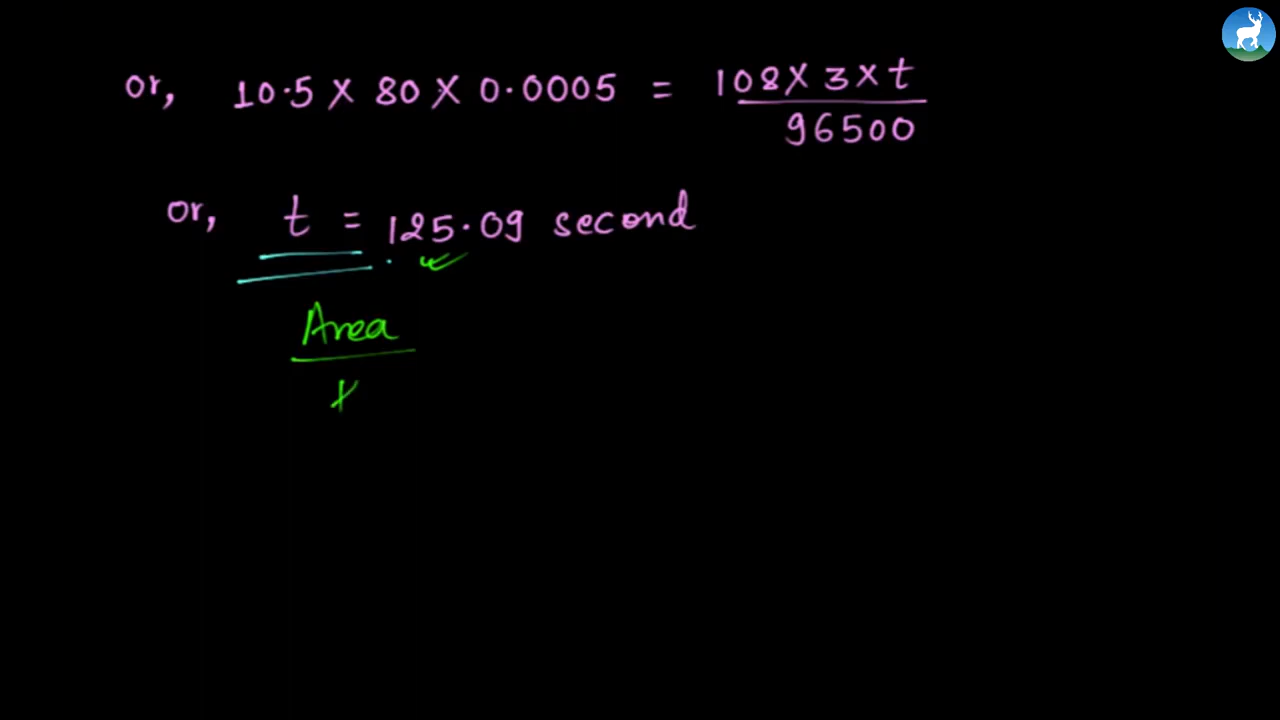 or, 10.5 X 80 X 0.0005 = 108 X 3 X t
96500
or, t = 125.09 second
Area
t